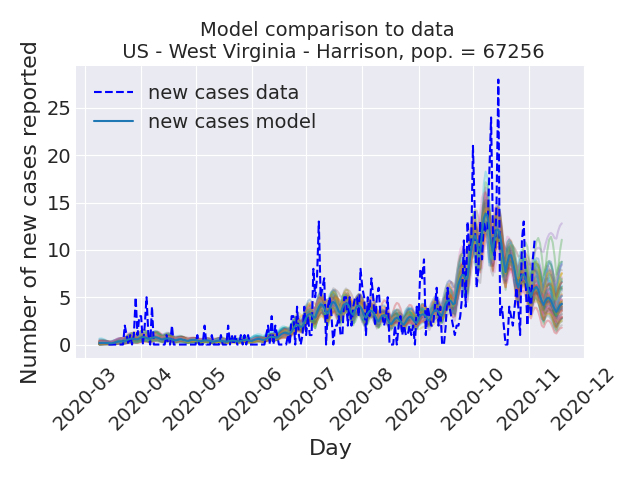 Model comparison to data
US - West Virginia - Harrison, pop. = 67256
Number of new cases reported
25
20
15
10
5
0
new cases data
new cases model
2020-03
2020-04
2020-05
2020-06
2020-07
2020-08
2020-09
2020-10
2020-11
2020-12
Day